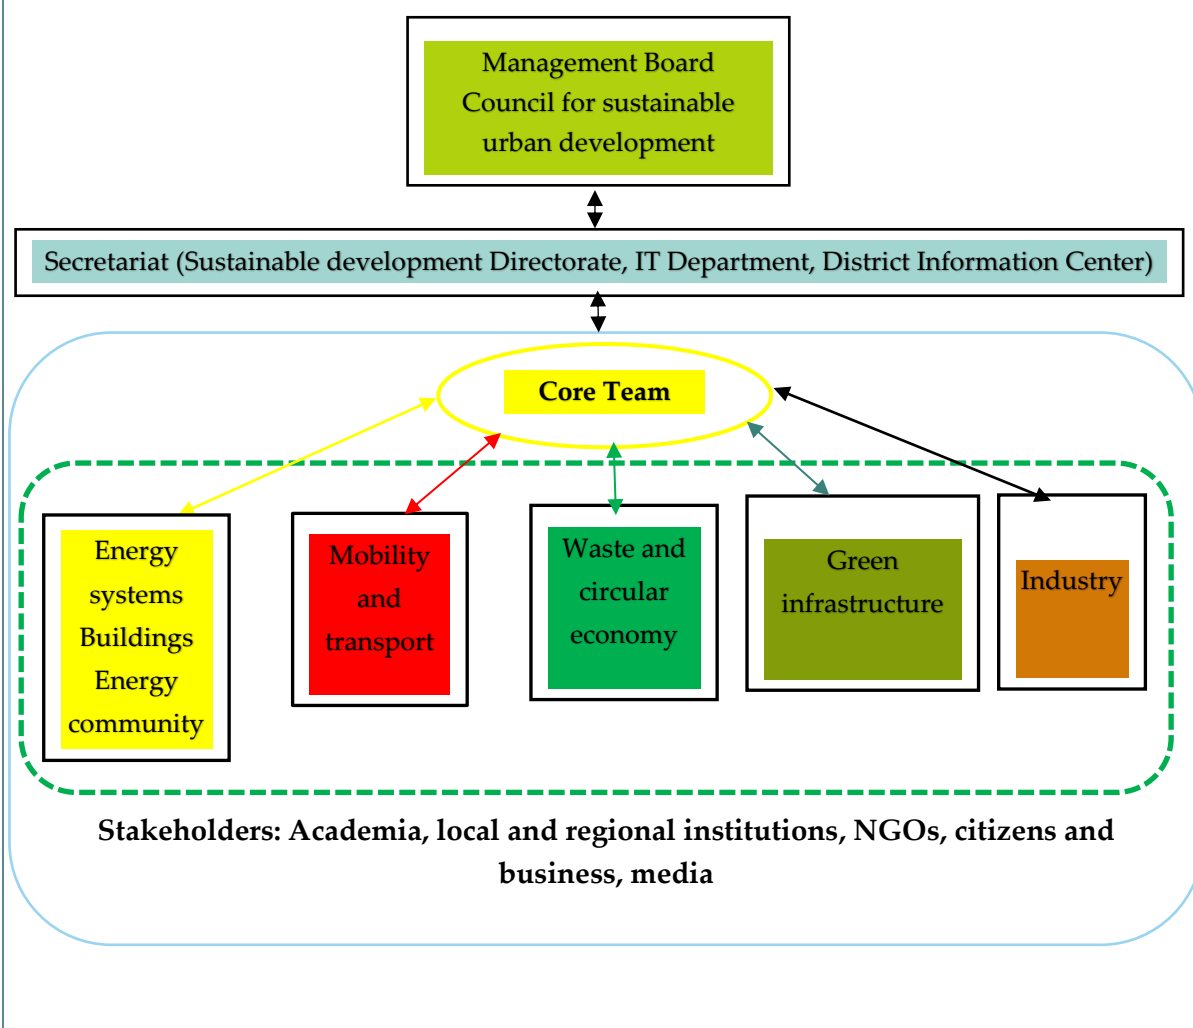 Management Board
Council for sustainable
urban development
Secretariat (Sustainable development Directorate, IT Department, District Information Center)
Core Team
Energy
systems
Buildings
Energy
community
Mobility
and
transport
Waste and
circular
economy
Green
infrastructure
Industry
Stakeholders: Academia, local and regional institutions, NGOs, citizens and
business, media